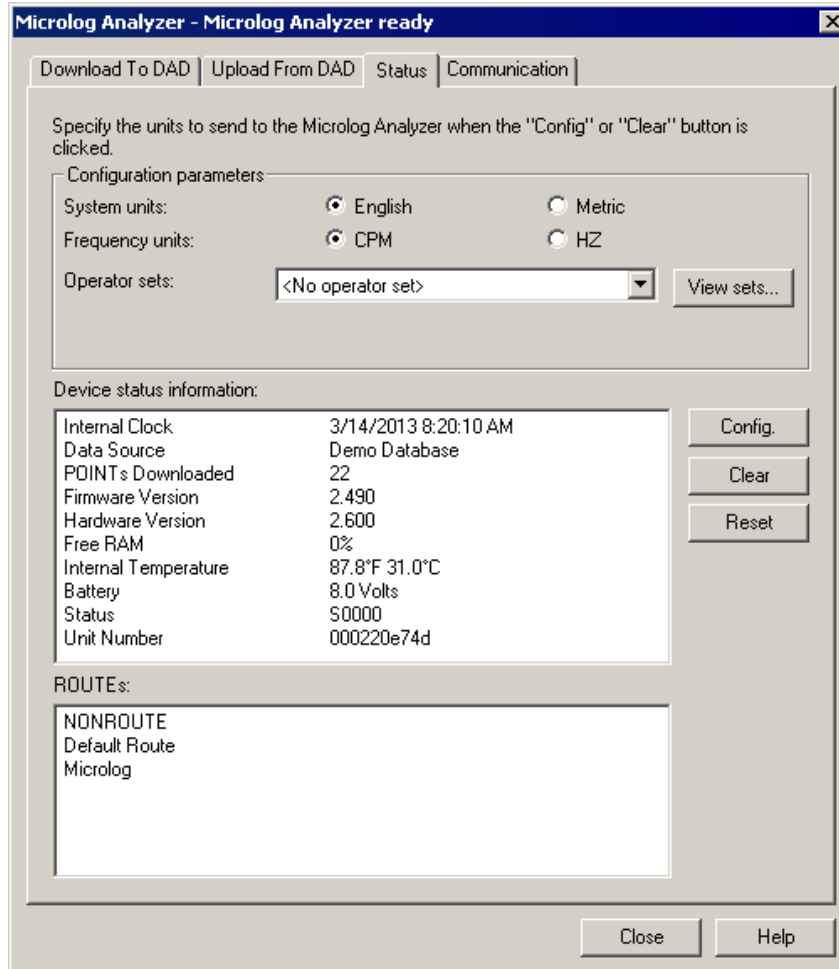 Microlog Analyzer - Microlog Analyzer ready
Download To DAD Upload From DAD Status Communication
Specify the units to send to the Microlog Analyzer when the "Config" or "Clear" button is
clicked.
Configuration parameters
System units: English Metric
Frequency units: CPM HZ
Operator sets: <No operator set> View sets...
Device status information:
Internal Clock 3/14/2013 8:20:10 AM
Data Source Demo Database
POINTs Downloaded 22
Firmware Version 2.490
Hardware Version 2.600
Free RAM 0%
Internal Temperature 87.8°F 31.0°C
Battery 8.0 Volts
Status S0000
Unit Number 000220e74d
Config.
Clear
Reset
ROUTEs:
NONROUTE
Default Route
Microlog
Close Help